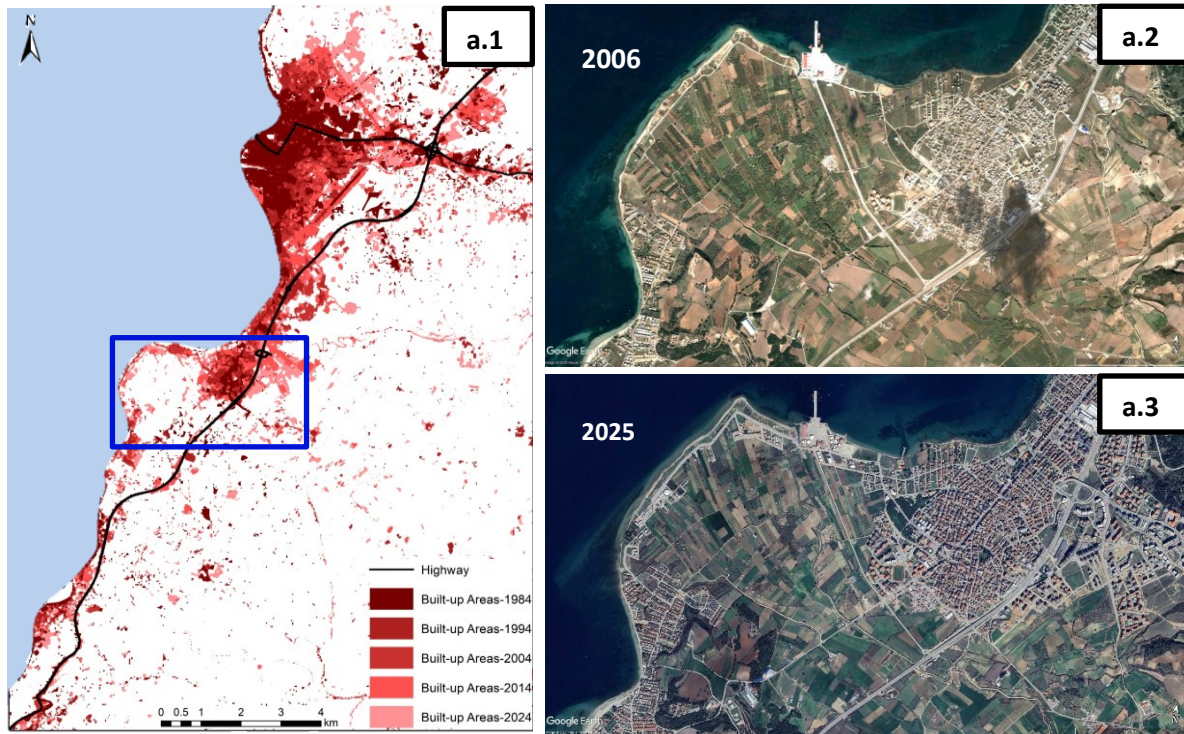 N
a.1
Highway
Built-up Areas-1984
Built-up Areas-1994
Built-up Areas-2004
Built-up Areas-2014
Built-up Areas-2024
0 0.5 1 2 3 4
km
2006
a.2
Google Earth
2025
a.3
Google Earth